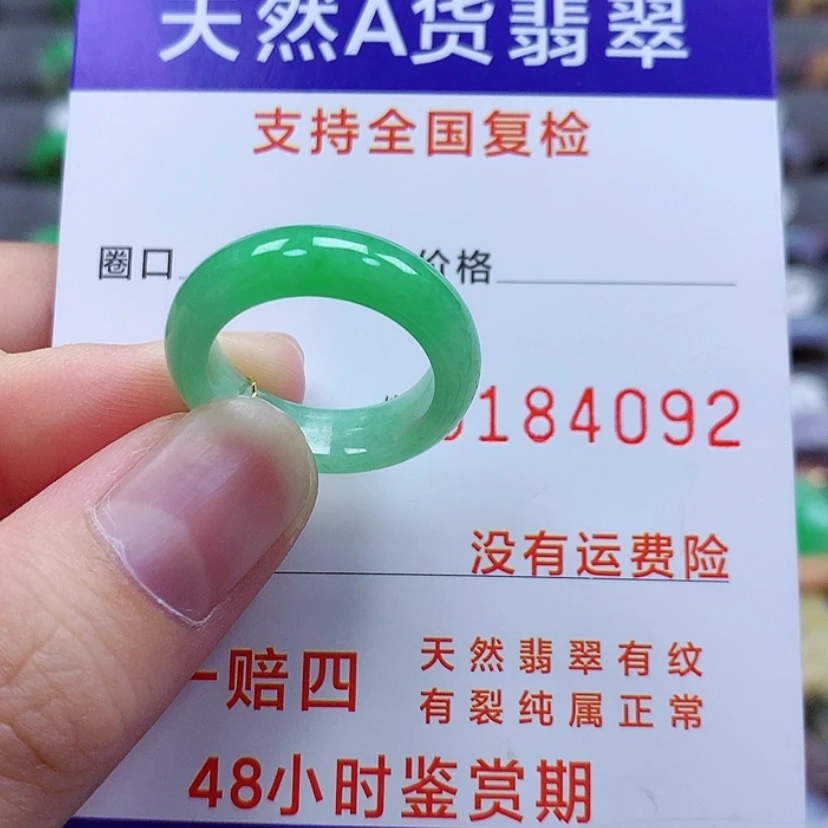 天然A货翡翠
支持全国复检
圈口
价格
184092
没有运费险
一赔四
天然翡翠有纹
有裂纯属正常
48小时鉴赏期